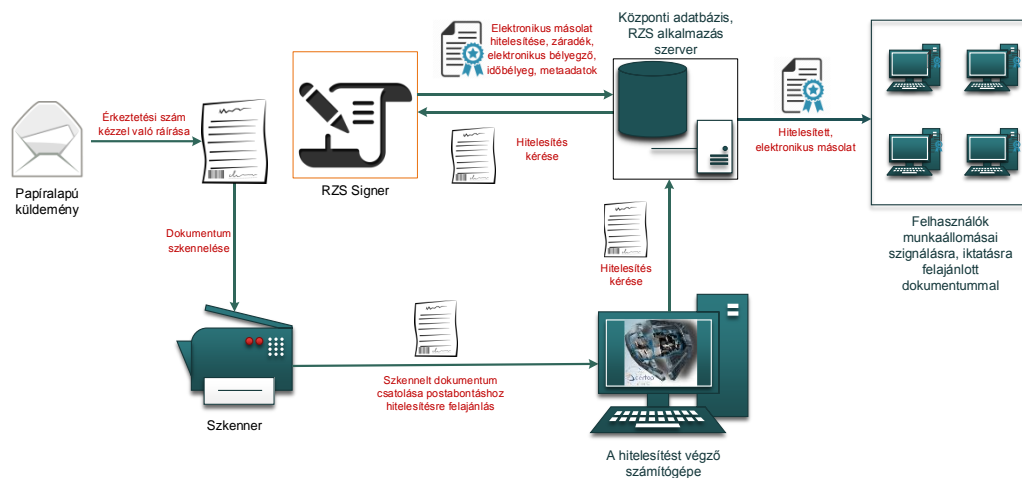 Elektronikus másolat
hitelesítése, záradék,
elektronikus bélyegző,
időbélyeg, metaadatok
Központi adatbázis,
RZS alkalmazás
szerver
Érkeztetési szám
kézzel való ráírása
Hitelesítés
kérése
Hitelesített,
elektronikus másolat
Papíralapú
küldemény
RZS Signer
Dokumentum
szkennelése
Hitelesítés
kérése
Felhasználók
munkaállomásai
szignálásra, iktatásra
felajánlott
dokumentummal
Szkennelt dokumentum
csatolása postabontáshoz
hitelesítésre felajánlás
Szkenner
A hitelesítést végző
számítógépe